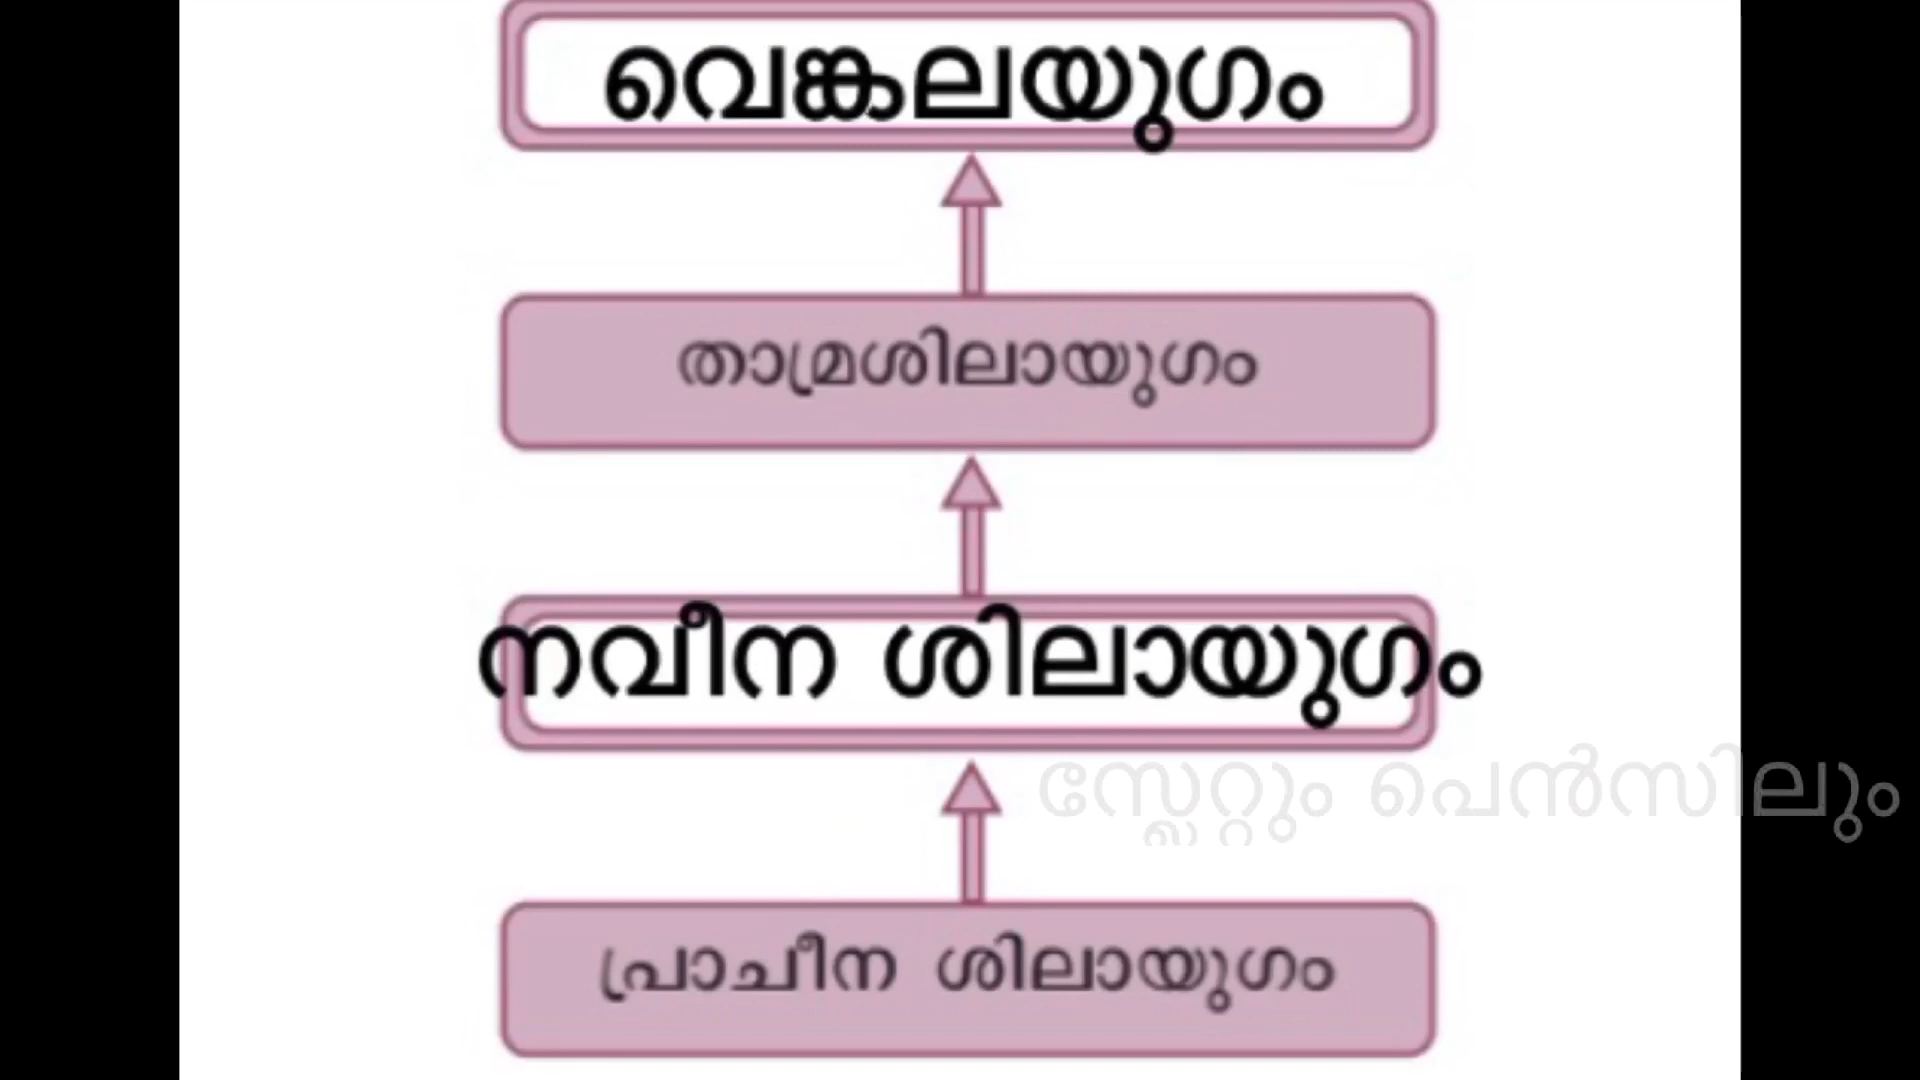 വെങ്കലയുഗം
താമ്രശിലായുഗം
നവീന ശിലായുഗം
സ്ലേറ്റും പെൻസിലും
പ്രാചീന ശിലായുഗം